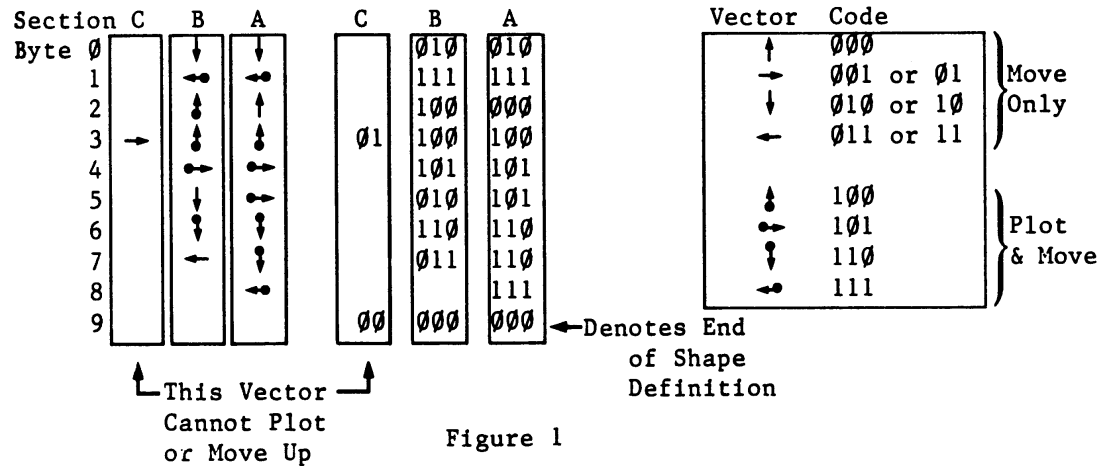 Section C B A C B A
Byte Ø Ø1Ø Ø1Ø
1 111 111
2 1ØØ ØØØ
3 Ø1 1ØØ 1ØØ
4 1Ø1 1Ø1
5 Ø1Ø 1Ø1
6 11Ø 11Ø
7 Ø11 11Ø
8 111
9 ØØ ØØØ ØØØ
Denotes End
of Shape
Definition
This Vector
Cannot Plot
or Move Up
Vector Code
ØØØ
ØØ1 or Ø1 Move
Ø1Ø or 1Ø Only
Ø11 or 11
1ØØ
1Ø1 Plot
11Ø & Move
111
Figure 1